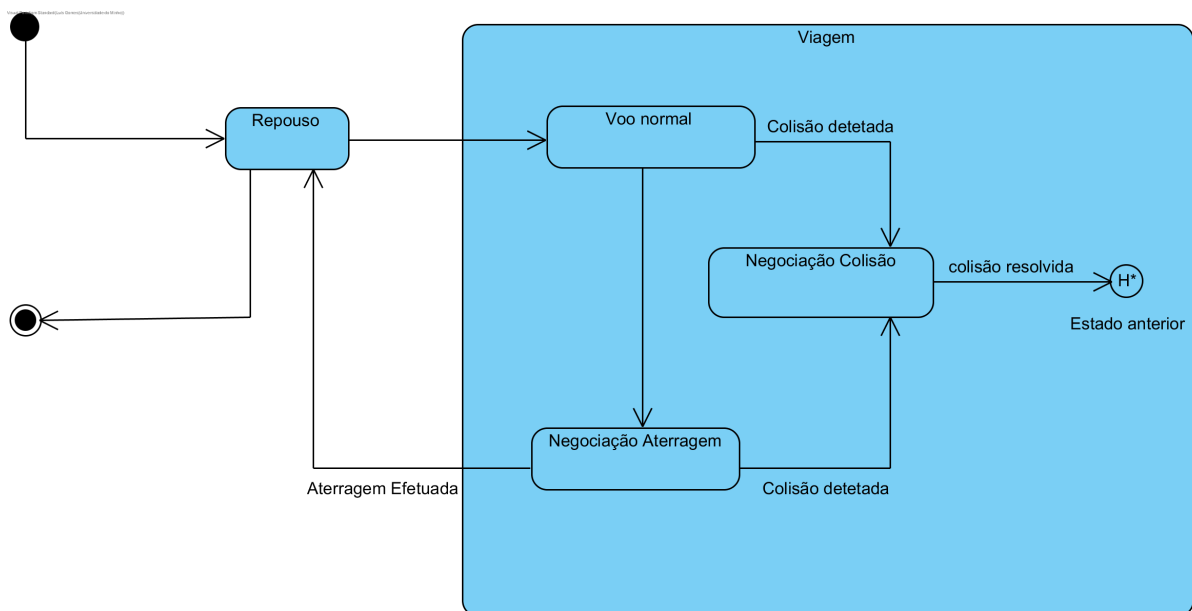 Viagem
Repouso
Voo normal
Colisão detetada
Negociação Colisão
colisão resolvida
H*
Estado anterior
Negociação Aterragem
Aterragem Efetuada
Colisão detetada